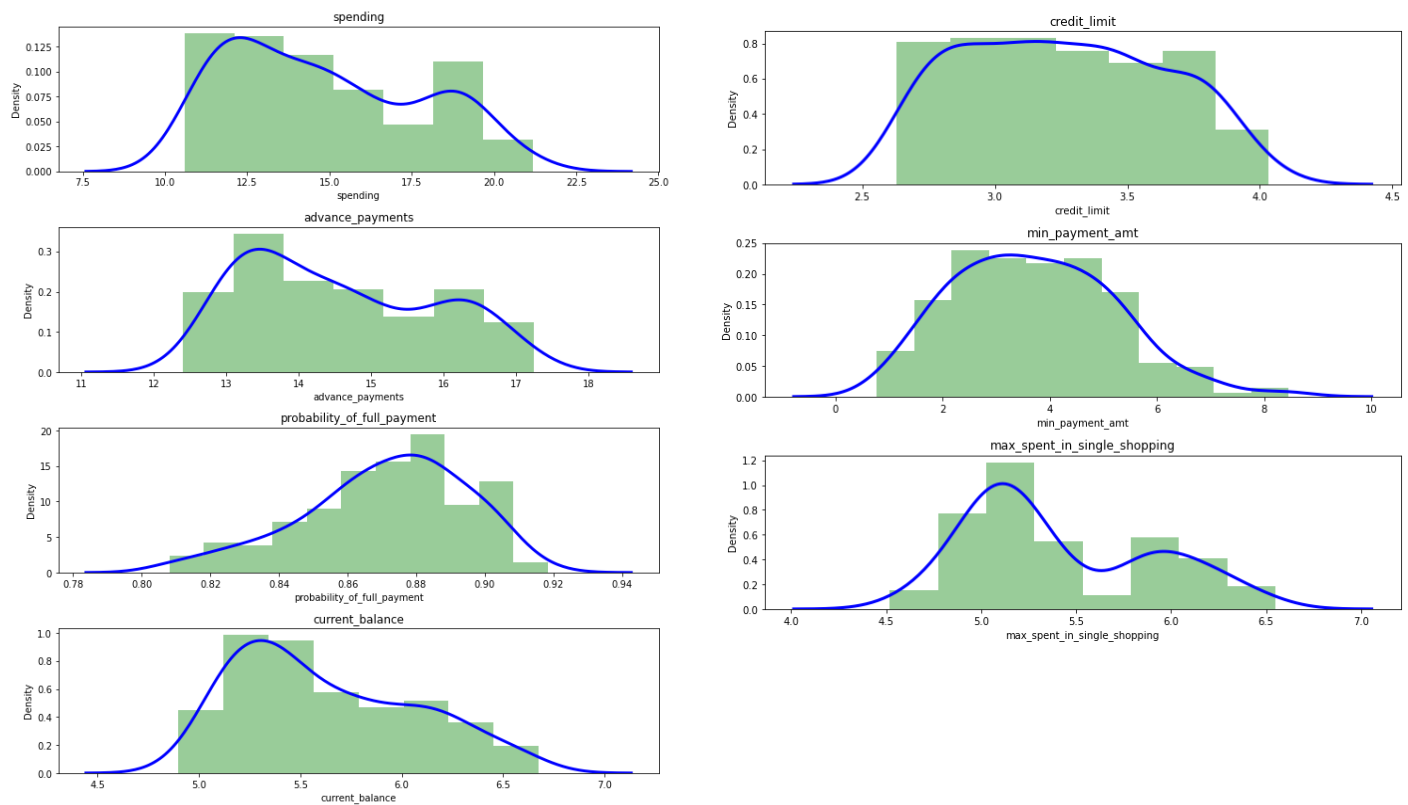 spending
Density
0.125
0.100
0.075
0.050
0.025
0.000
7.5 10.0 12.5 15.0 17.5 20.0 22.5 25.0
spending
advance_payments
Density
0.3
0.2
0.1
0.0
11 12 13 14 15 16 17 18
advance_payments
probability_of_full_payment
Density
20
15
10
5
0
0.78 0.80 0.82 0.84 0.86 0.88 0.90 0.92 0.94
probability_of_full_payment
current_balance
Density
1.0
0.8
0.6
0.4
0.2
0.0
4.5 5.0 5.5 6.0 6.5 7.0
current_balance
credit_limit
Density
0.8
0.6
0.4
0.2
0.0
2.5 3.0 3.5 4.0 4.5
credit_limit
min_payment_amt
Density
0.25
0.20
0.15
0.10
0.05
0.00
0 2 4 6 8 10
min_payment_amt
max_spent_in_single_shopping
Density
1.2
1.0
0.8
0.6
0.4
0.2
0.0
4.0 4.5 5.0 5.5 6.0 6.5 7.0
max_spent_in_single_shopping